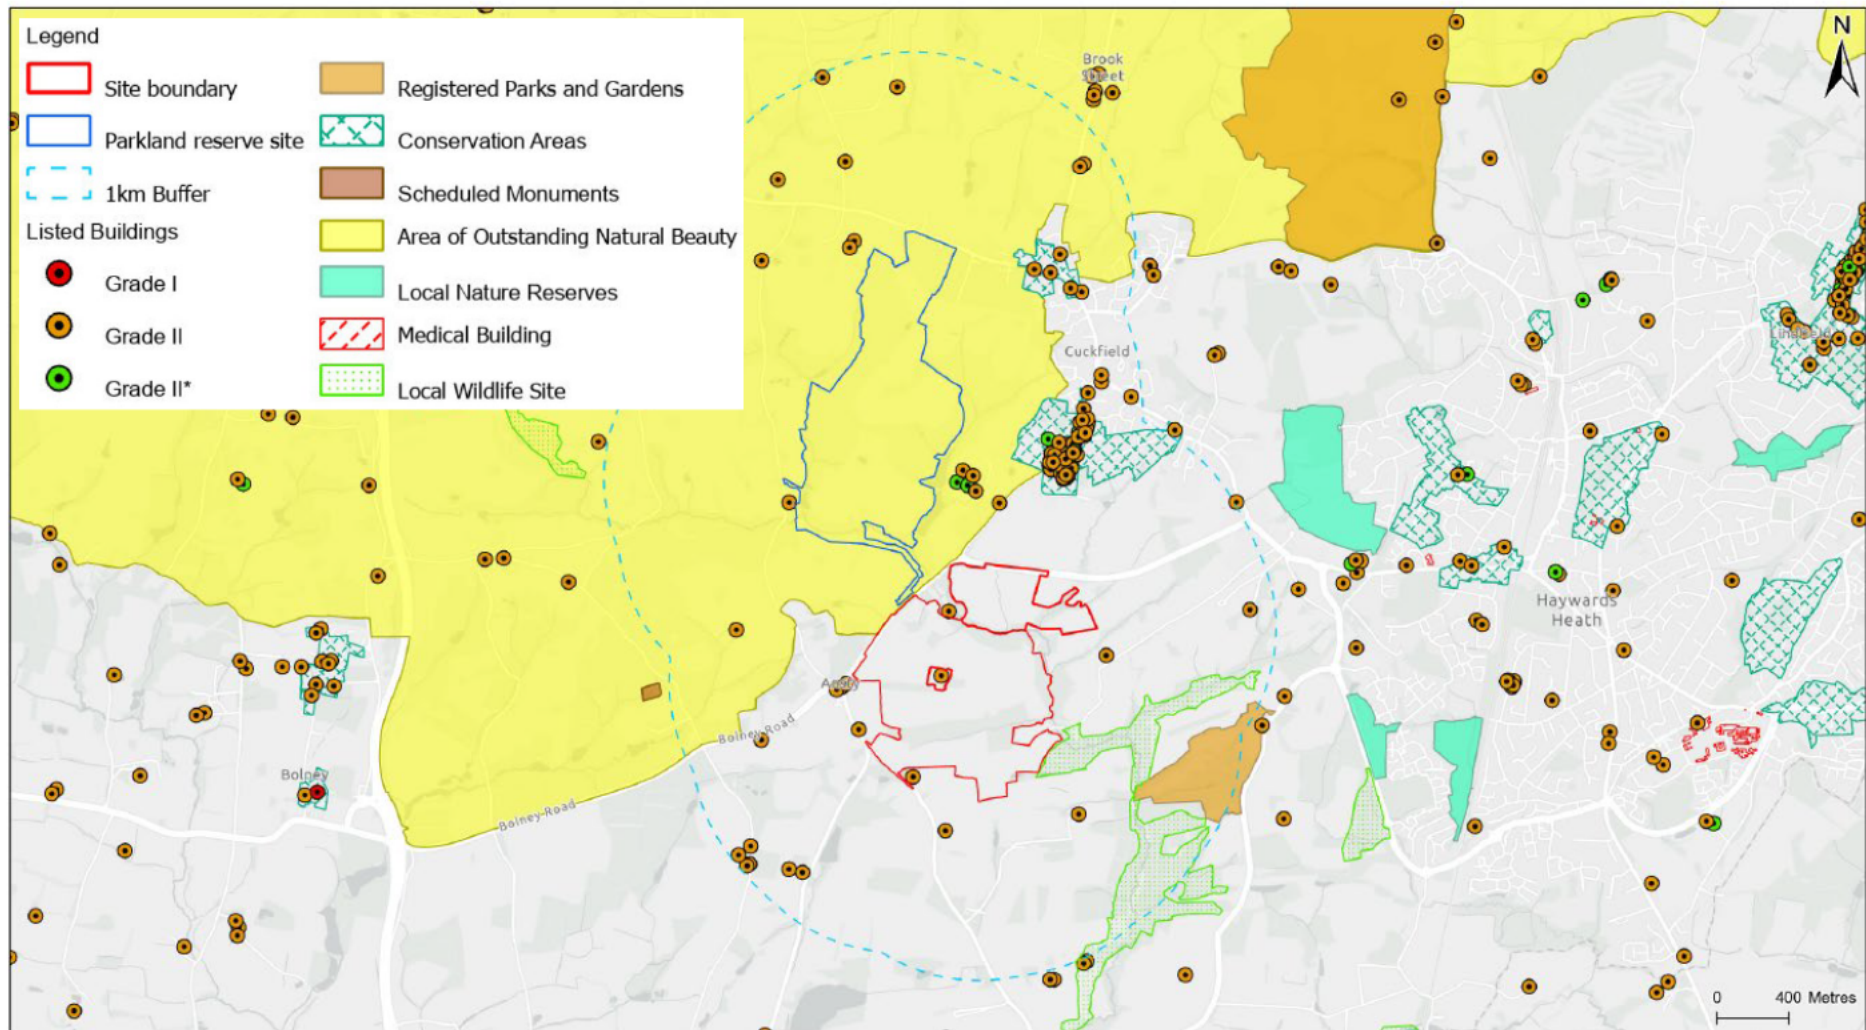 Legend
Site boundary
Parkland reserve site
1km Buffer
Listed Buildings
Grade I
Grade II
Grade II*
Registered Parks and Gardens
Conservation Areas
Scheduled Monuments
Area of Outstanding Natural Beauty
Local Nature Reserves
Medical Building
Local Wildlife Site
N
Brook
Street
Cuckfield
Haywards
Heath
Bolney Road
Bolney
Bolney Road
0 400 Metres